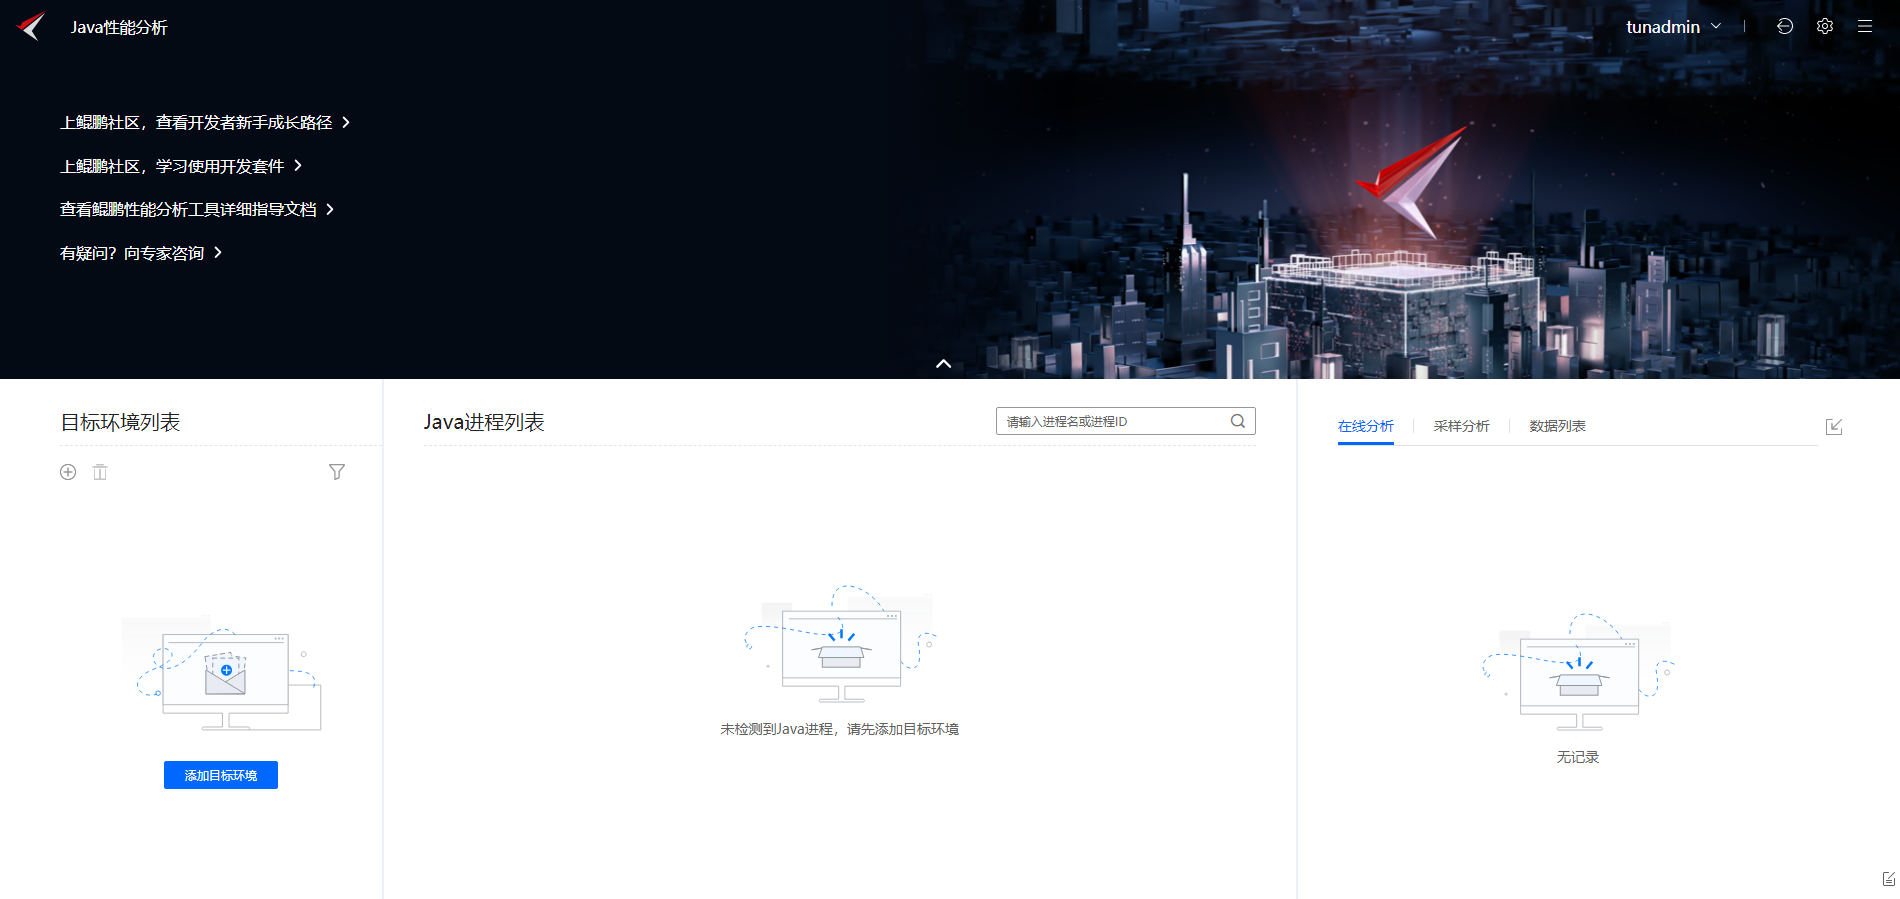 Java性能分析
tunadmin
上鲲鹏社区，查看开发者新手成长路径
上鲲鹏社区，学习使用开发套件
查看鲲鹏性能分析工具详细指导文档
有疑问？向专家咨询
目标环境列表
添加目标环境
Java进程列表
请输入进程名或进程ID
未检测到Java进程，请先添加目标环境
在线分析
采样分析
数据列表
无记录